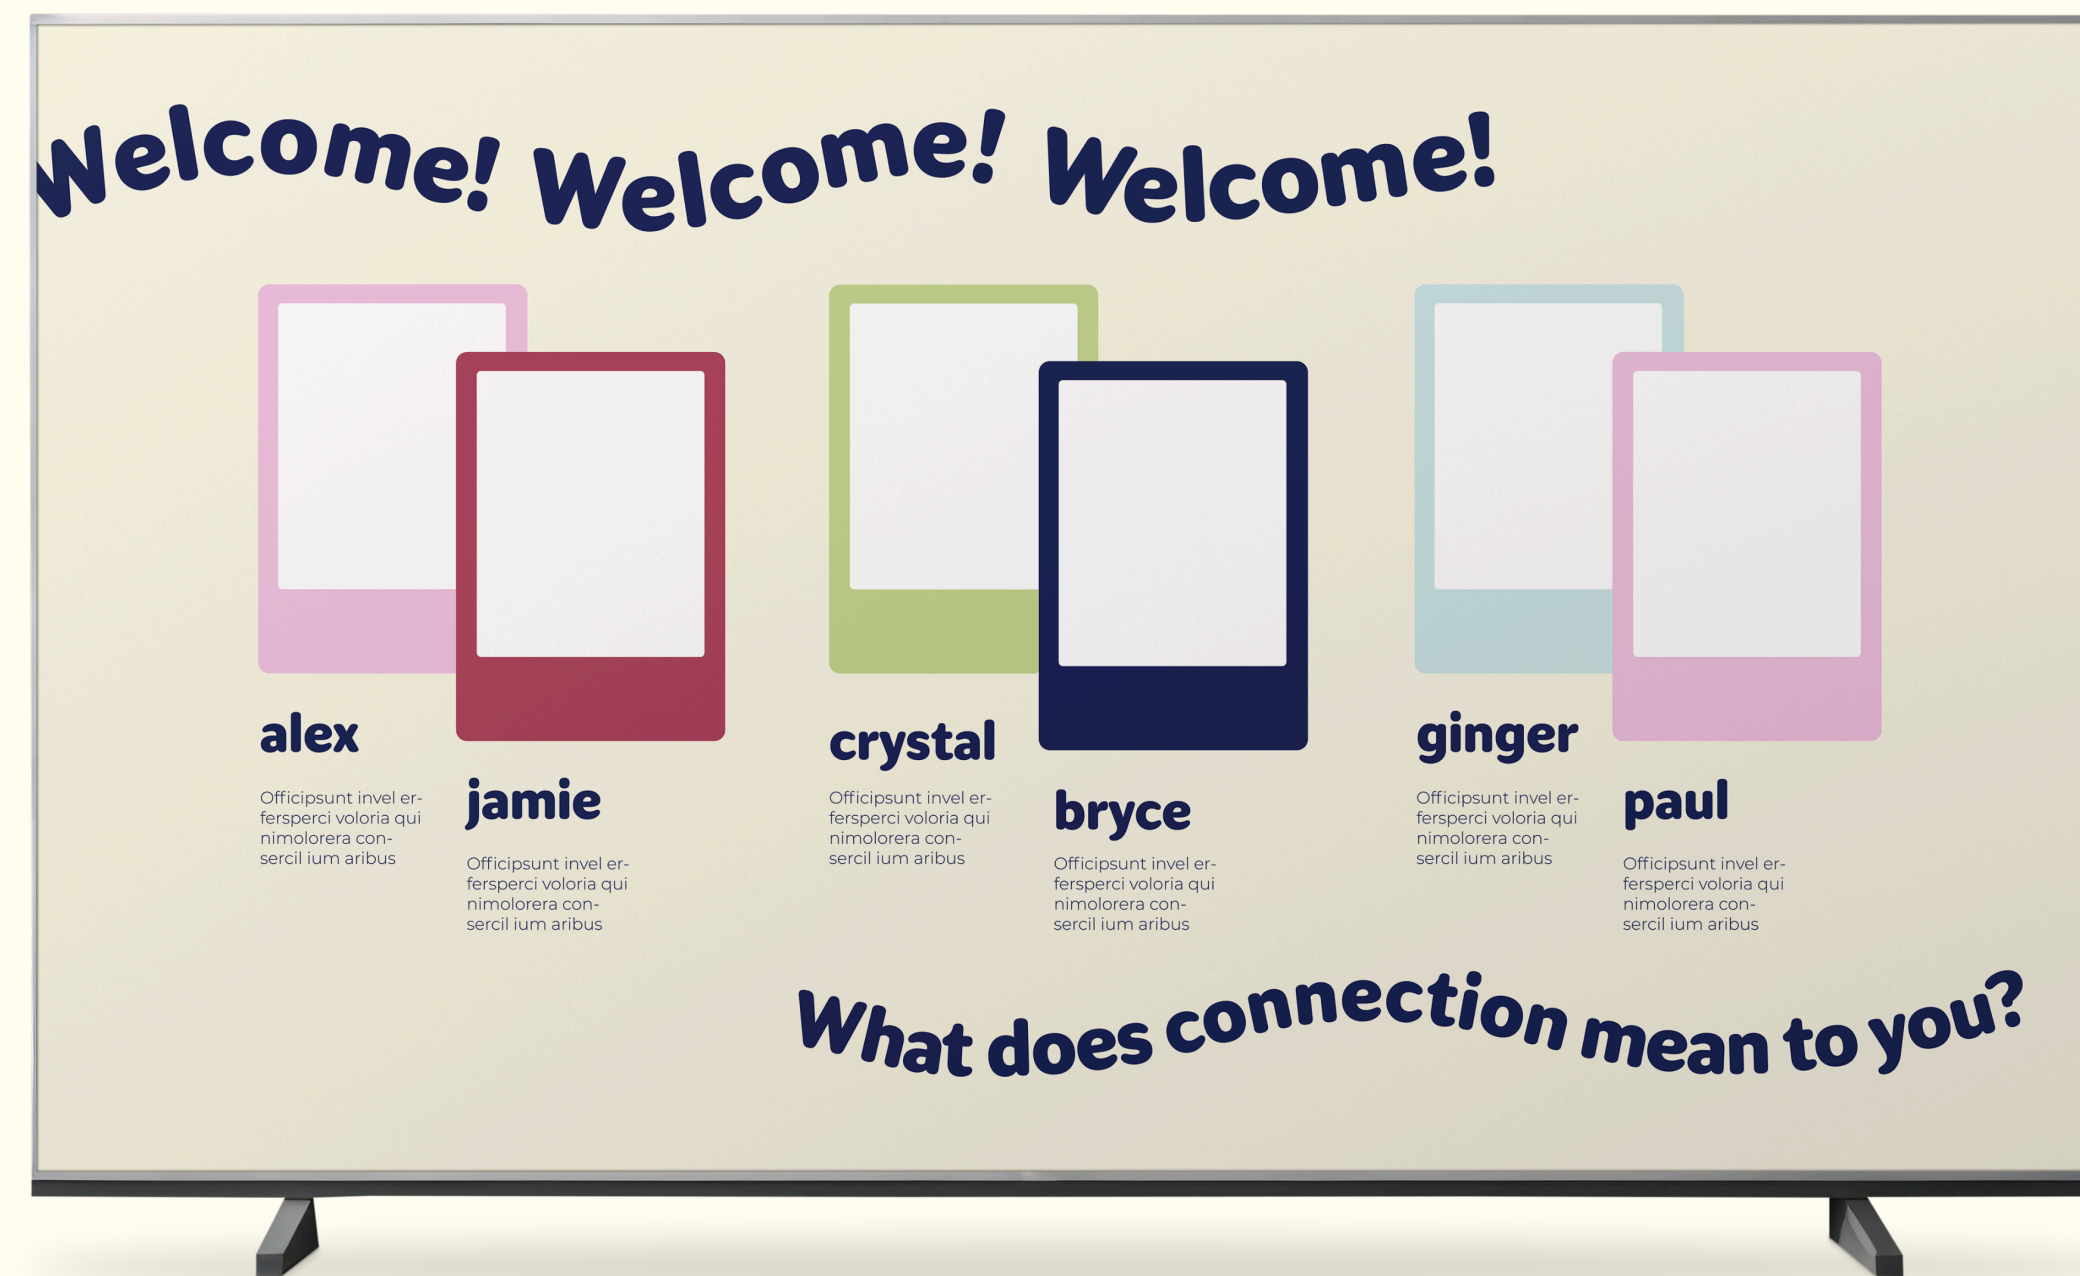 Welcome! Welcome! Welcome!
alex
Officipsunt invel er-
fersperci voloria qui
nimolorera con-
sercil ium aribus
jamie
Officipsunt invel er-
fersperci voloria qui
nimolorera con-
sercil ium aribus
crystal
Officipsunt invel er-
fersperci voloria qui
nimolorera con-
sercil ium aribus
bryce
Officipsunt invel er-
fersperci voloria qui
nimolorera con-
sercil ium aribus
ginger
Officipsunt invel er-
fersperci voloria qui
nimolorera con-
sercil ium aribus
paul
Officipsunt invel er-
fersperci voloria qui
nimolorera con-
sercil ium aribus
What does connection mean to you?